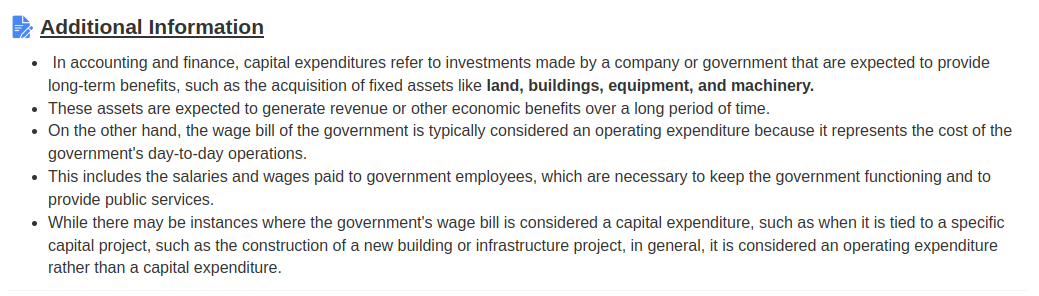 Additional Information
• In accounting and finance, capital expenditures refer to investments made by a company or government that are expected to provide
long-term benefits, such as the acquisition of fixed assets like land, buildings, equipment, and machinery.
• These assets are expected to generate revenue or other economic benefits over a long period of time.
• On the other hand, the wage bill of the government is typically considered an operating expenditure because it represents the cost of the
government's day-to-day operations.
• This includes the salaries and wages paid to government employees, which are necessary to keep the government functioning and to
provide public services.
• While there may be instances where the government's wage bill is considered a capital expenditure, such as when it is tied to a specific
capital project, such as the construction of a new building or infrastructure project, in general, it is considered an operating expenditure
rather than a capital expenditure.